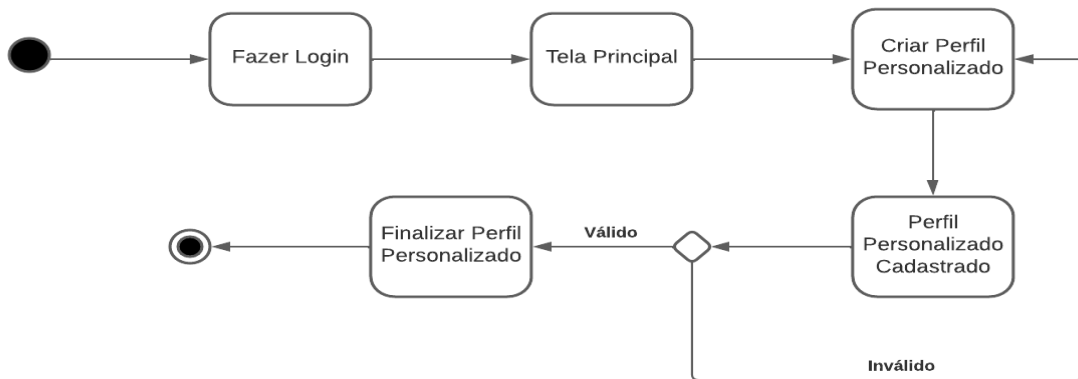 Fazer Login
Tela Principal
Criar Perfil
Personalizado
Finalizar Perfil
Personalizado
Válido
Perfil
Personalizado
Cadastrado
Inválido